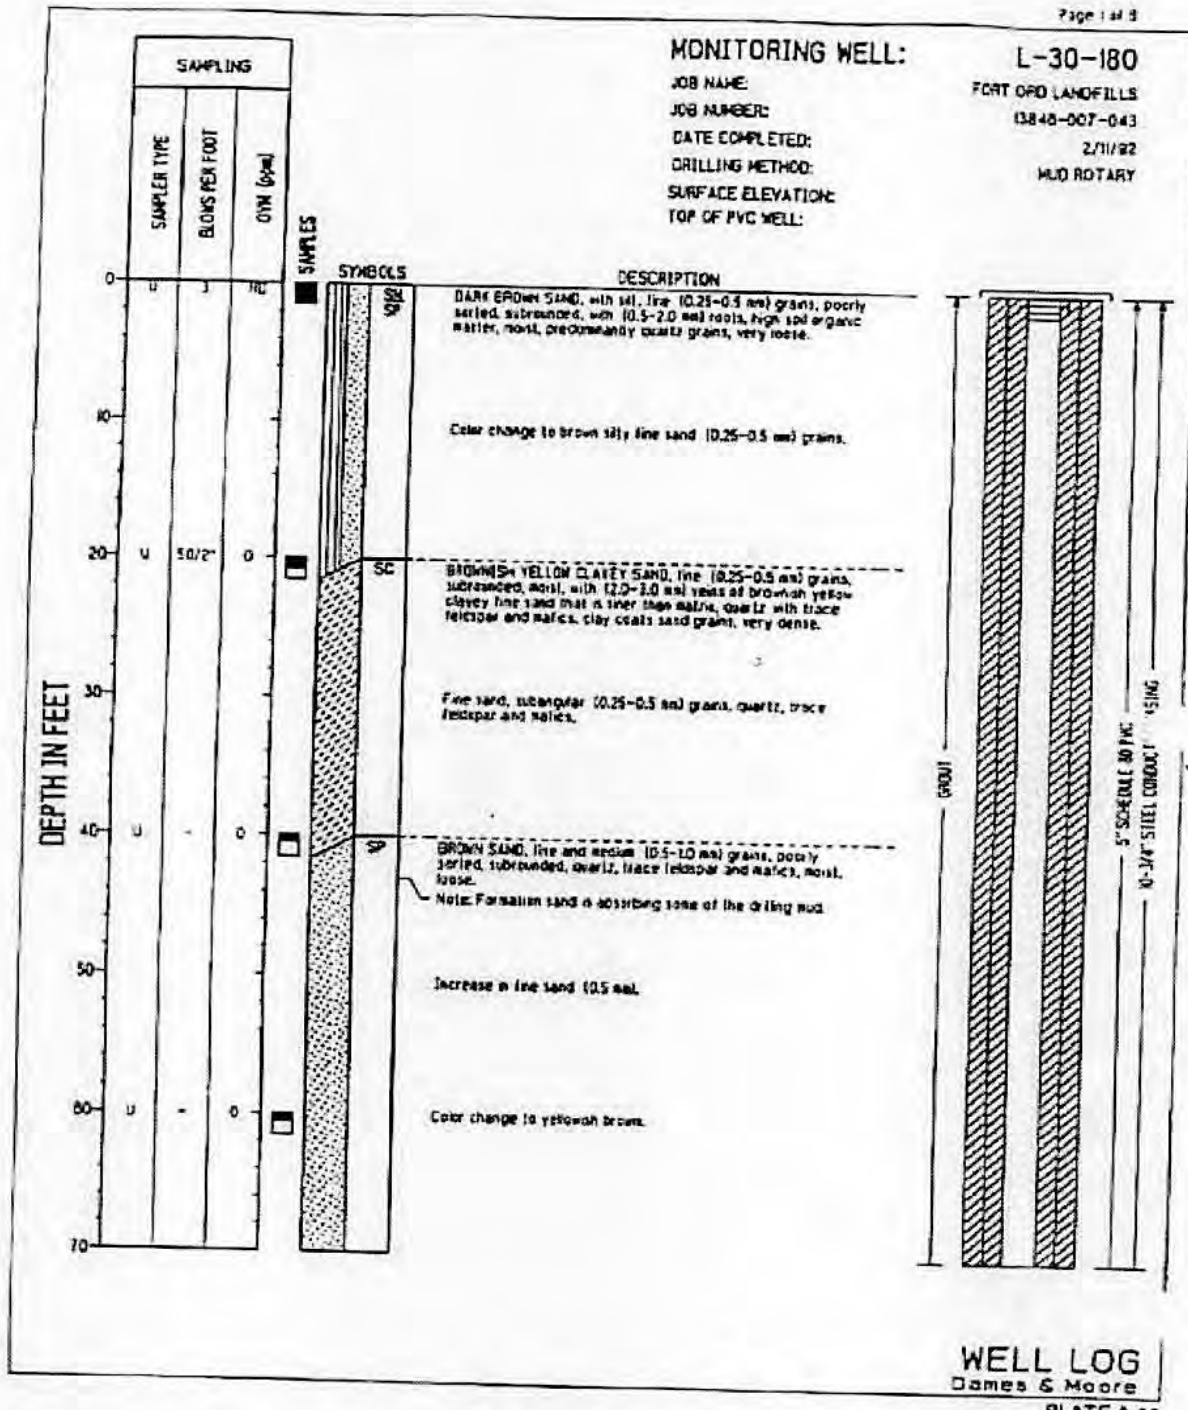 Page 1 of
MONITORING WELL: L-30-180
JOB NAME: FORT ORD LANDFILLS
JOB NUMBER: 13848-007-043
DATE COMPLETED: 2/11/92
DRILLING METHOD: MUD ROTARY
SURFACE ELEVATION:
TOP OF PVC WELL:
SAMPLING
SAMPLER TYPE
BLOWS PER FOOT
OVM (ppm)
SAMPLES
SYMBOLS
DESCRIPTION
DEPTH IN FEET
0 U 3
DARK BROWN SAND, with silt, fine (0.25-0.5 mm) grains, poorly
sorted, subrounded, with (0.5-2.0 mm) roots, high soil organic
matter, moist, predominantly quartz grains, very loose.
10
Color change to brown silty fine sand (0.25-0.5 mm) grains.
20 U 50/2" 0
SC
BROWNISH YELLOW CLAYEY SAND, fine (0.25-0.5 mm) grains,
subrounded, moist, with (2.0-3.0 mm) veins of brownish yellow
clayey fine sand that is finer than matrix, quartz with trace
feldspar and mafics, clay coats sand grains, very dense.
30
Fine sand, subangular (0.25-0.5 mm) grains, quartz, trace
feldspar and mafics.
40 U - 0
SP
BROWN SAND, fine and medium (0.5-1.0 mm) grains, poorly
sorted, subrounded, quartz, trace feldspar and mafics, moist,
loose.
Note: Formation sand is absorbing some of the drilling mud.
50
Increase in fine sand (0.5 mm).
60 U - 0
Color change to yellowish brown.
70
GROUT
5" SCHEDULE 80 PVC
10-3/4" STEEL CONDUCT ASING
WELL LOG
Dames & Moore
PLATE